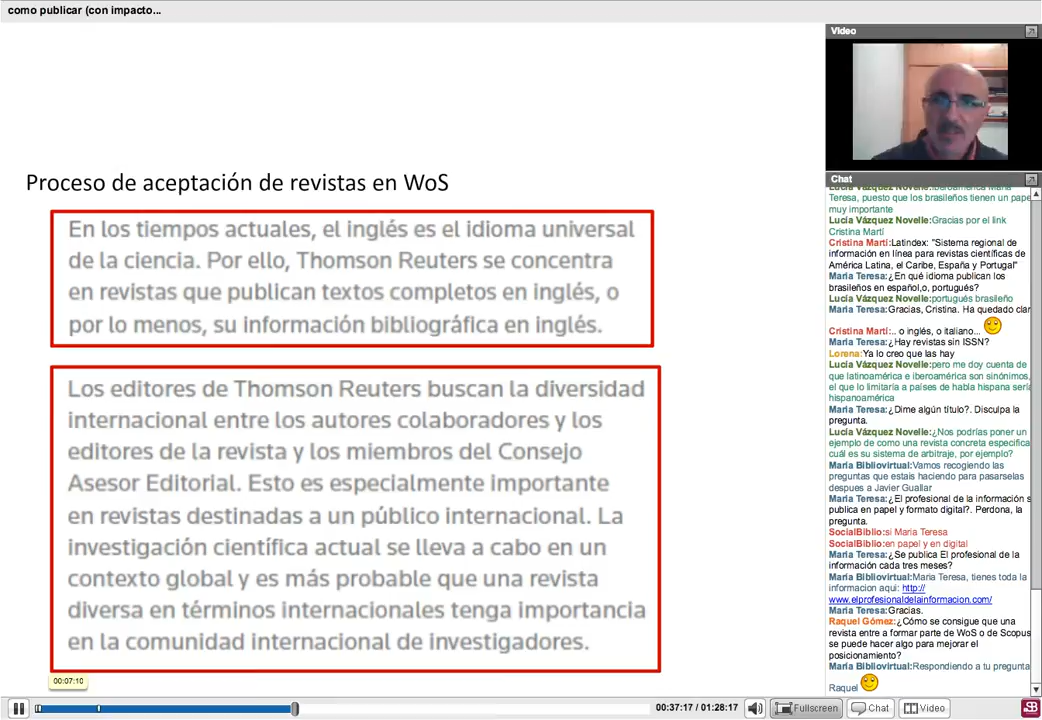 como publicar (con impacto...
Proceso de aceptación de revistas en WoS
En los tiempos actuales, el inglés es el idioma universal
de la ciencia. Por ello, Thomson Reuters se concentra
en revistas que publican textos completos en inglés, o
por lo menos, su información bibliográfica en inglés.
Los editores de Thomson Reuters buscan la diversidad
internacional entre los autores colaboradores y los
editores de la revista y los miembros del Consejo
Asesor Editorial. Esto es especialmente importante
en revistas destinadas a un público internacional. La
investigación científica actual se lleva a cabo en un
contexto global y es más probable que una revista
diversa en términos internacionales tenga importancia
en la comunidad internacional de investigadores.
00:07:10
Video
Chat
Lucía Vázquez Novelle:iberoamérica María
Teresa, puesto que los brasileños tienen un pape
muy importante
Lucía Vázquez Novelle:Gracias por el link
Cristina Martí
Cristina Martí:Latindex: "Sistema regional de
información en línea para revistas científicas de
América Latina, el Caribe, España y Portugal"
María Teresa:¿En qué idioma publican los
brasileños en español,o, portugués?
Lucía Vázquez Novelle:portugués brasileño
María Teresa:Gracias, Cristina. Ha quedado clar
Cristina Martí:.. o inglés, o italiano...
María Teresa:¿Hay revistas sin ISSN?
Lorena:Ya lo creo que las hay
Lucía Vázquez Novelle:pero me doy cuenta de
que latinoamérica e iberoamérica son sinónimos,
el que lo limitaría a países de habla hispana sería
hispanoamérica
María Teresa:¿Dime algún título?. Disculpa la
pregunta.
Lucía Vázquez Novelle:¿Nos podrías poner un
ejemplo de como una revista concreta especifica
cuál es su sistema de arbitraje, por ejemplo?
María Bibliovirtual:Vamos recogiendo las
preguntas que estais haciendo para pasarselas
despues a Javier Guallar
María Teresa:¿El profesional de la información s
publica en papel y formato digital?. Perdona, la
pregunta.
SocialBiblio:si Maria Teresa
SocialBiblio:en papel y en digital
María Teresa:¿Se publica El profesional de la
información cada tres meses?
María Bibliovirtual:Maria Teresa, tienes toda la
informacion aqui: http://
www.elprofesionaldelainformacion.com/
María Teresa:Gracias.
Raquel Gómez:¿Cómo se consigue que una
revista entre a formar parte de WoS o de Scopus
se puede hacer algo para mejorar el
posicionamiento?
María Bibliovirtual:Respondiendo a tu pregunta
Raquel
00:37:17 / 01:28:17
Fullscreen
Chat
Video
SB